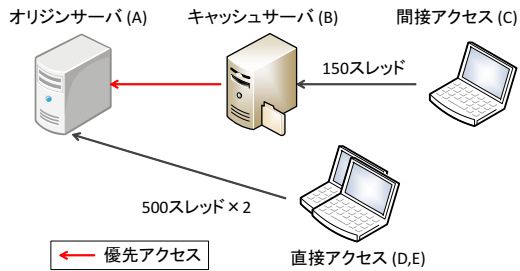 オリジンサーバ (A)
キャッシュサーバ (B)
間接アクセス (C)
150スレッド
500スレッド×2
優先アクセス
直接アクセス (D,E)